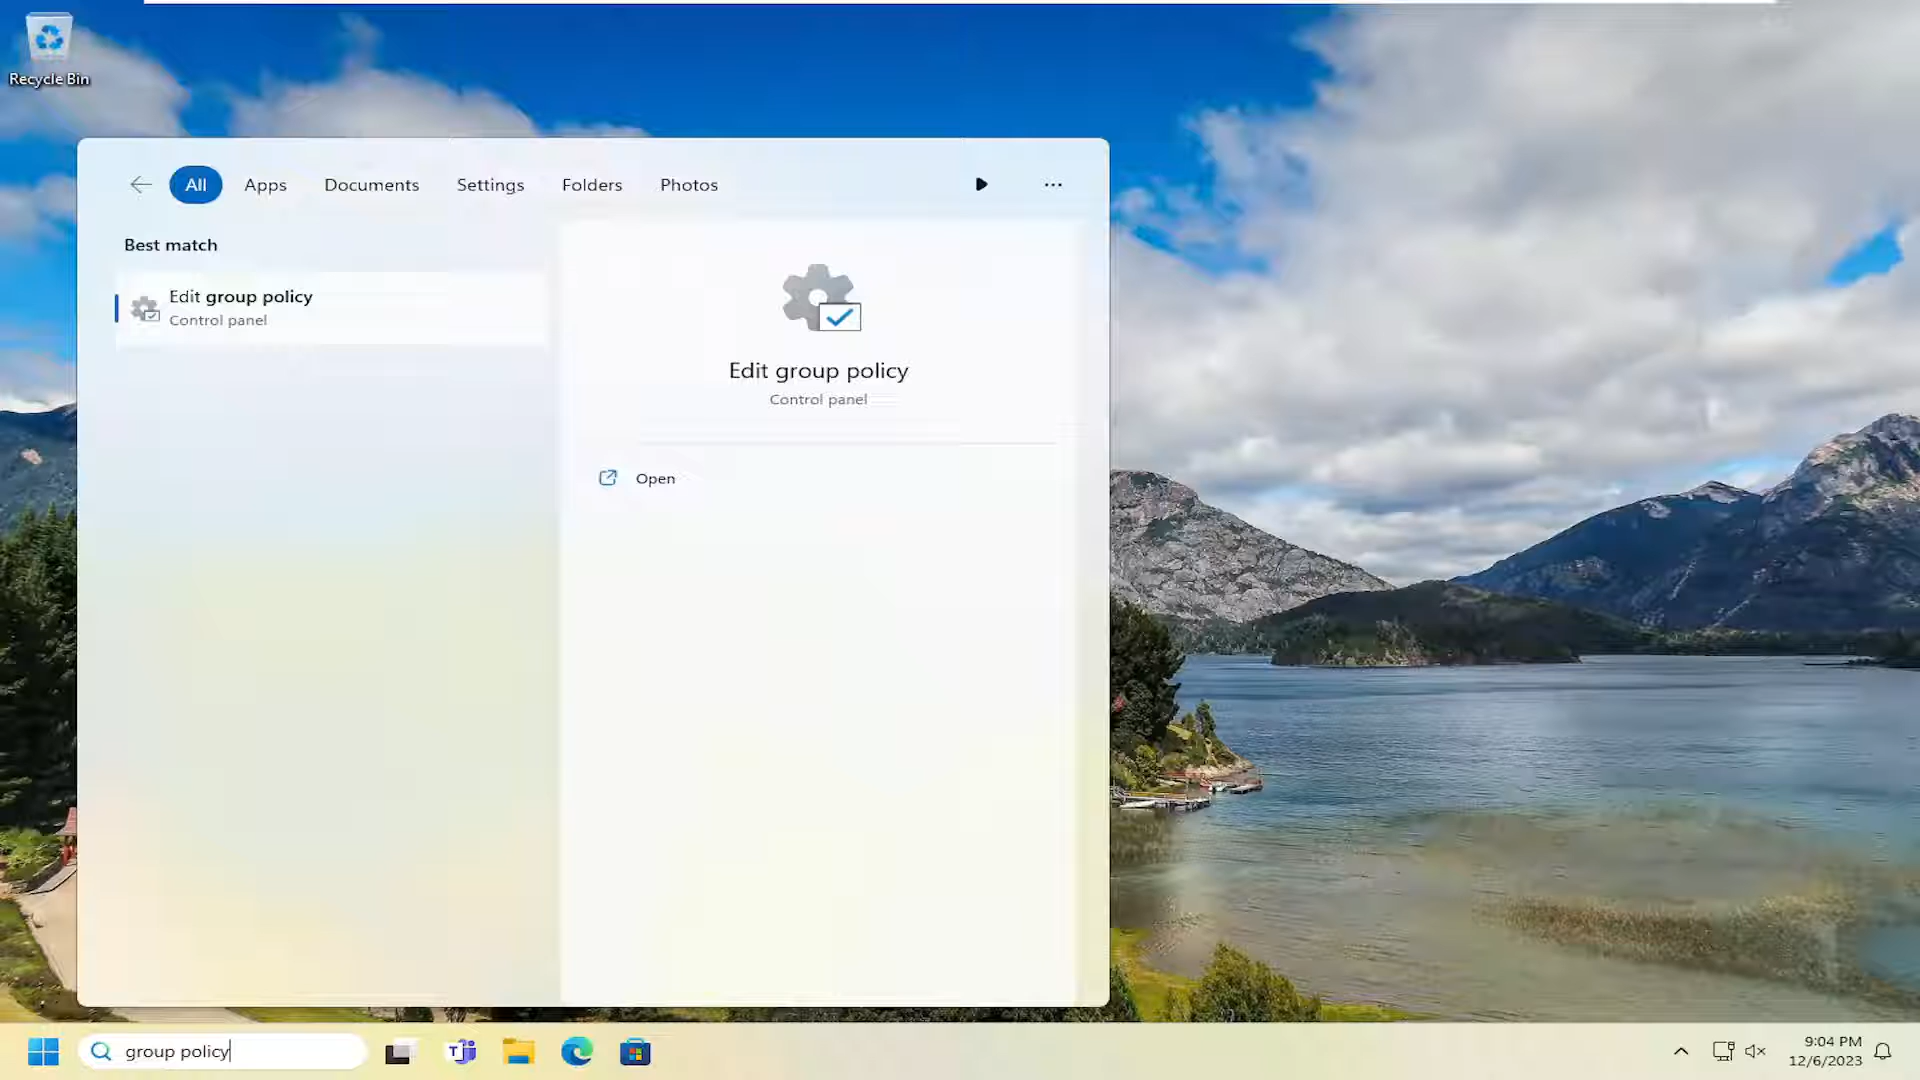 Recycle Bin
All Apps Documents Settings Folders Photos
Best match
Edit group policy
Control panel
Edit group policy
Control panel
Open
group policy
9:04 PM
12/6/2023